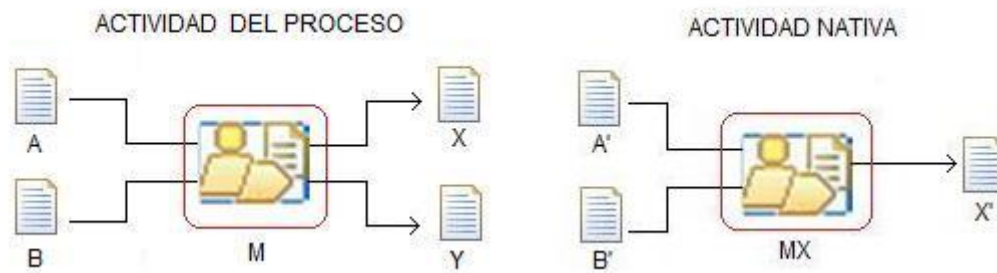 ACTIVIDAD DEL PROCESO
A
B
M
X
Y
ACTIVIDAD NATIVA
A'
B'
MX
X'